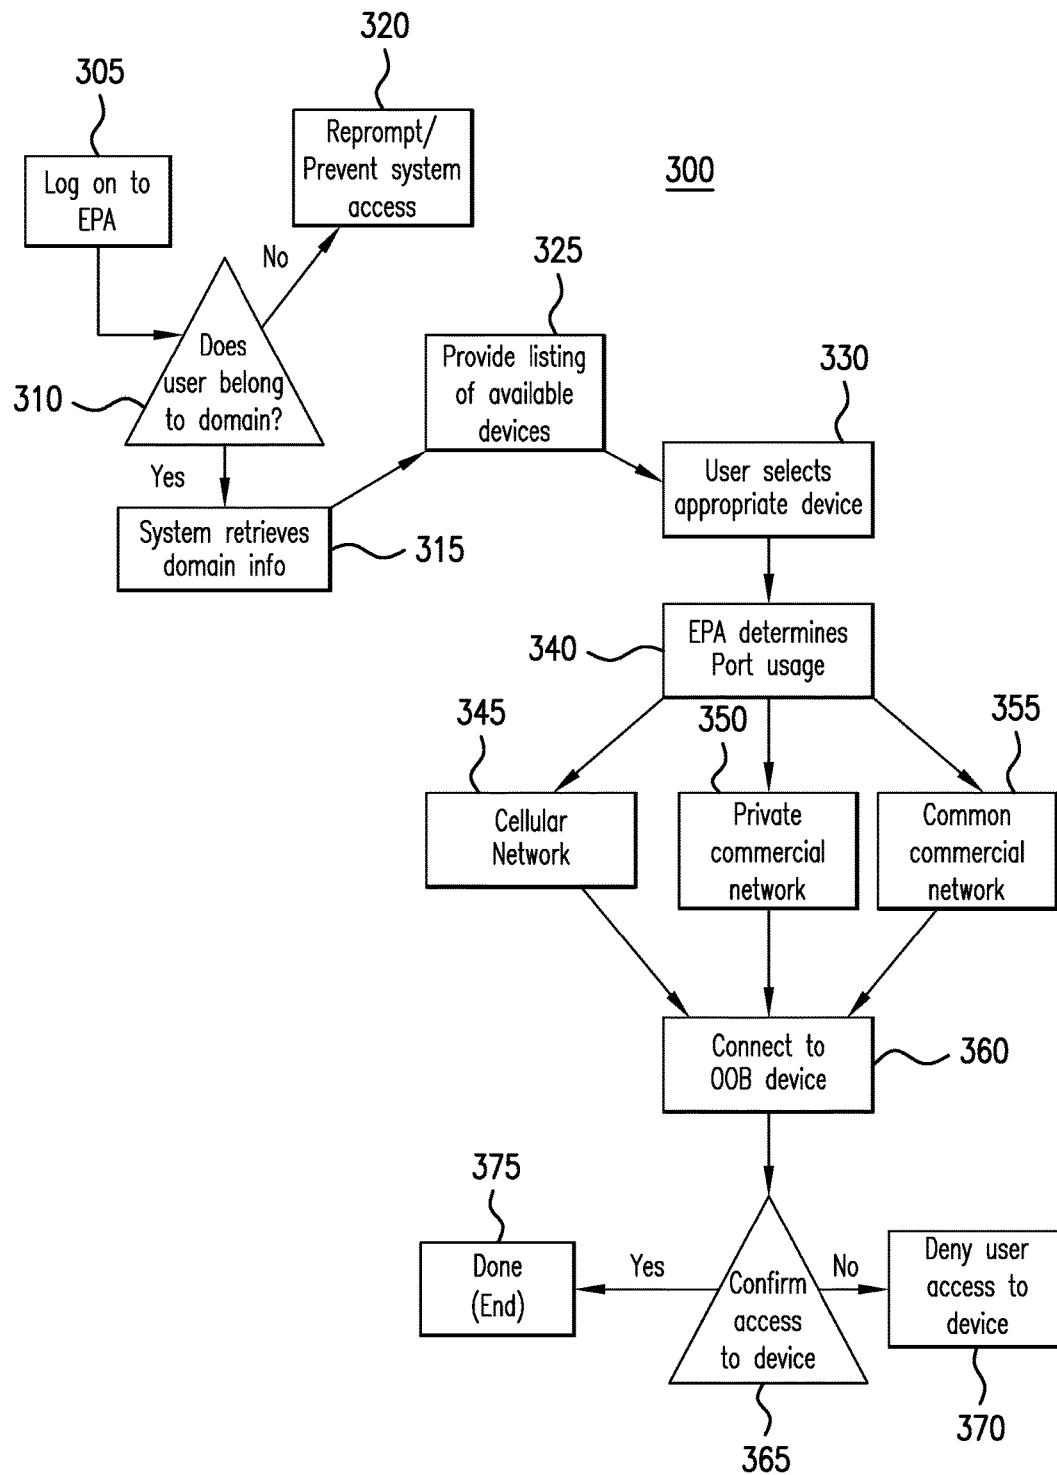 320
305
Reprompt/
Prevent system
access
300
Log on to
EPA
No
325
Does
user belong
to domain?
310
Provide listing
of available
devices
330
Yes
User selects
appropriate device
System retrieves
domain info
315
EPA determines
Port usage
340
345
350
355
Cellular
Network
Private
commercial
network
Common
commercial
network
Connect to
OOB device
360
375
Done
(End)
Yes
Confirm
access
to device
No
Deny user
access to
device
365
370